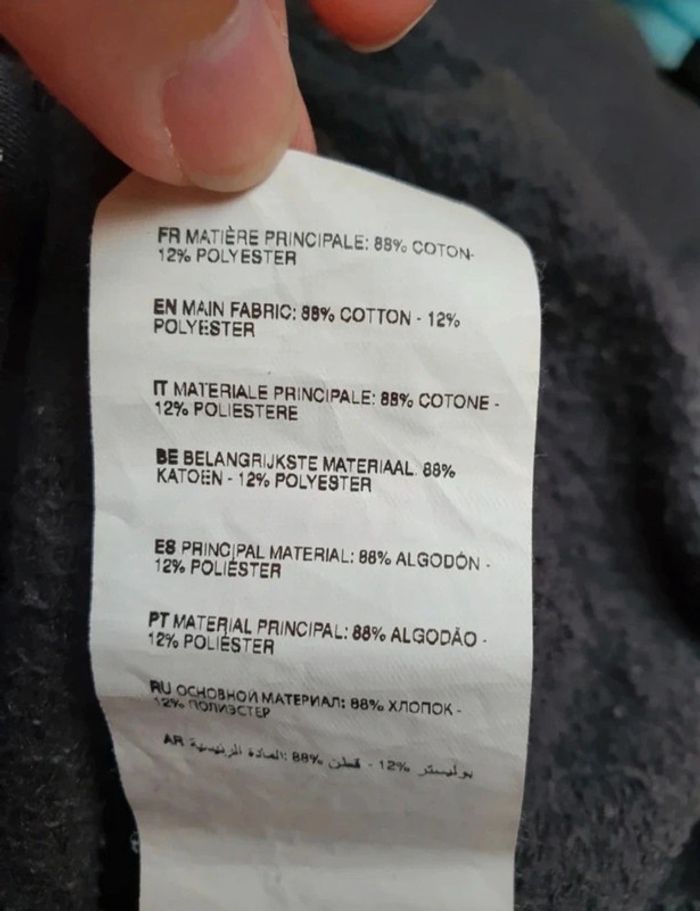 FR MATIÈRE PRINCIPALE: 88% COTON-
12% POLYESTER
EN MAIN FABRIC: 88% COTTON - 12%
POLYESTER
IT MATERIALE PRINCIPALE: 88% COTONE -
12% POLIESTERE
BE BELANGRIJKSTE MATERIAAL. 88%
KATOEN - 12% POLYESTER
ES PRINCIPAL MATERIAL: 88% ALGODÓN -
12% POLIÉSTER
PT MATERIAL PRINCIPAL: 88% ALGODÃO -
12% POLIÉSTER
RU ОСНОВНОЙ МАТЕРИАЛ: 88% ХЛОПОК -
12% ПОЛИЭСТЕР
AR المادة الرئيسية: 88% قطن - 12% بوليستر